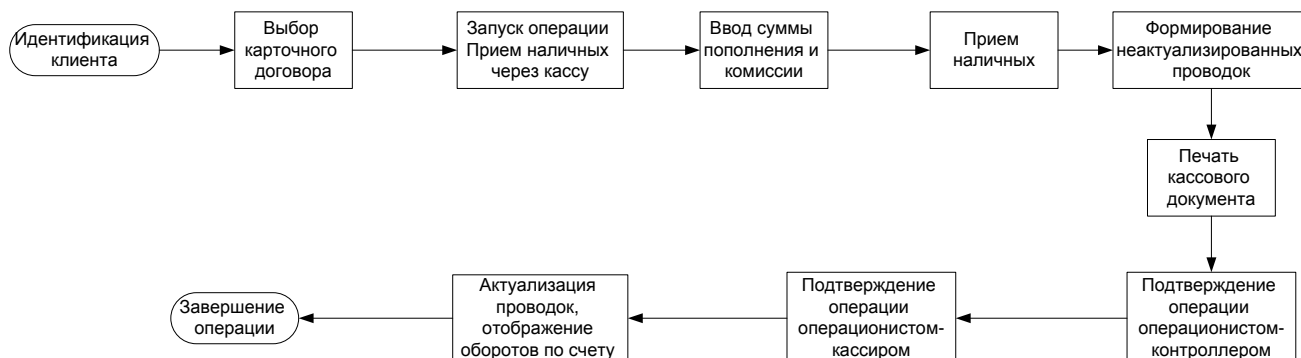 Идентификация
клиента
Выбор
карточного
договора
Запуск операции
Прием наличных
через кассу
Ввод суммы
пополнения и
комиссии
Прием
наличных
Формирование
неактуализированных
проводок
Печать
кассового
документа
Подтверждение
операции
операционистом-
контроллером
Подтверждение
операции
операционистом-
кассиром
Актуализация
проводок,
отображение
оборотов по счету
Завершение
операции